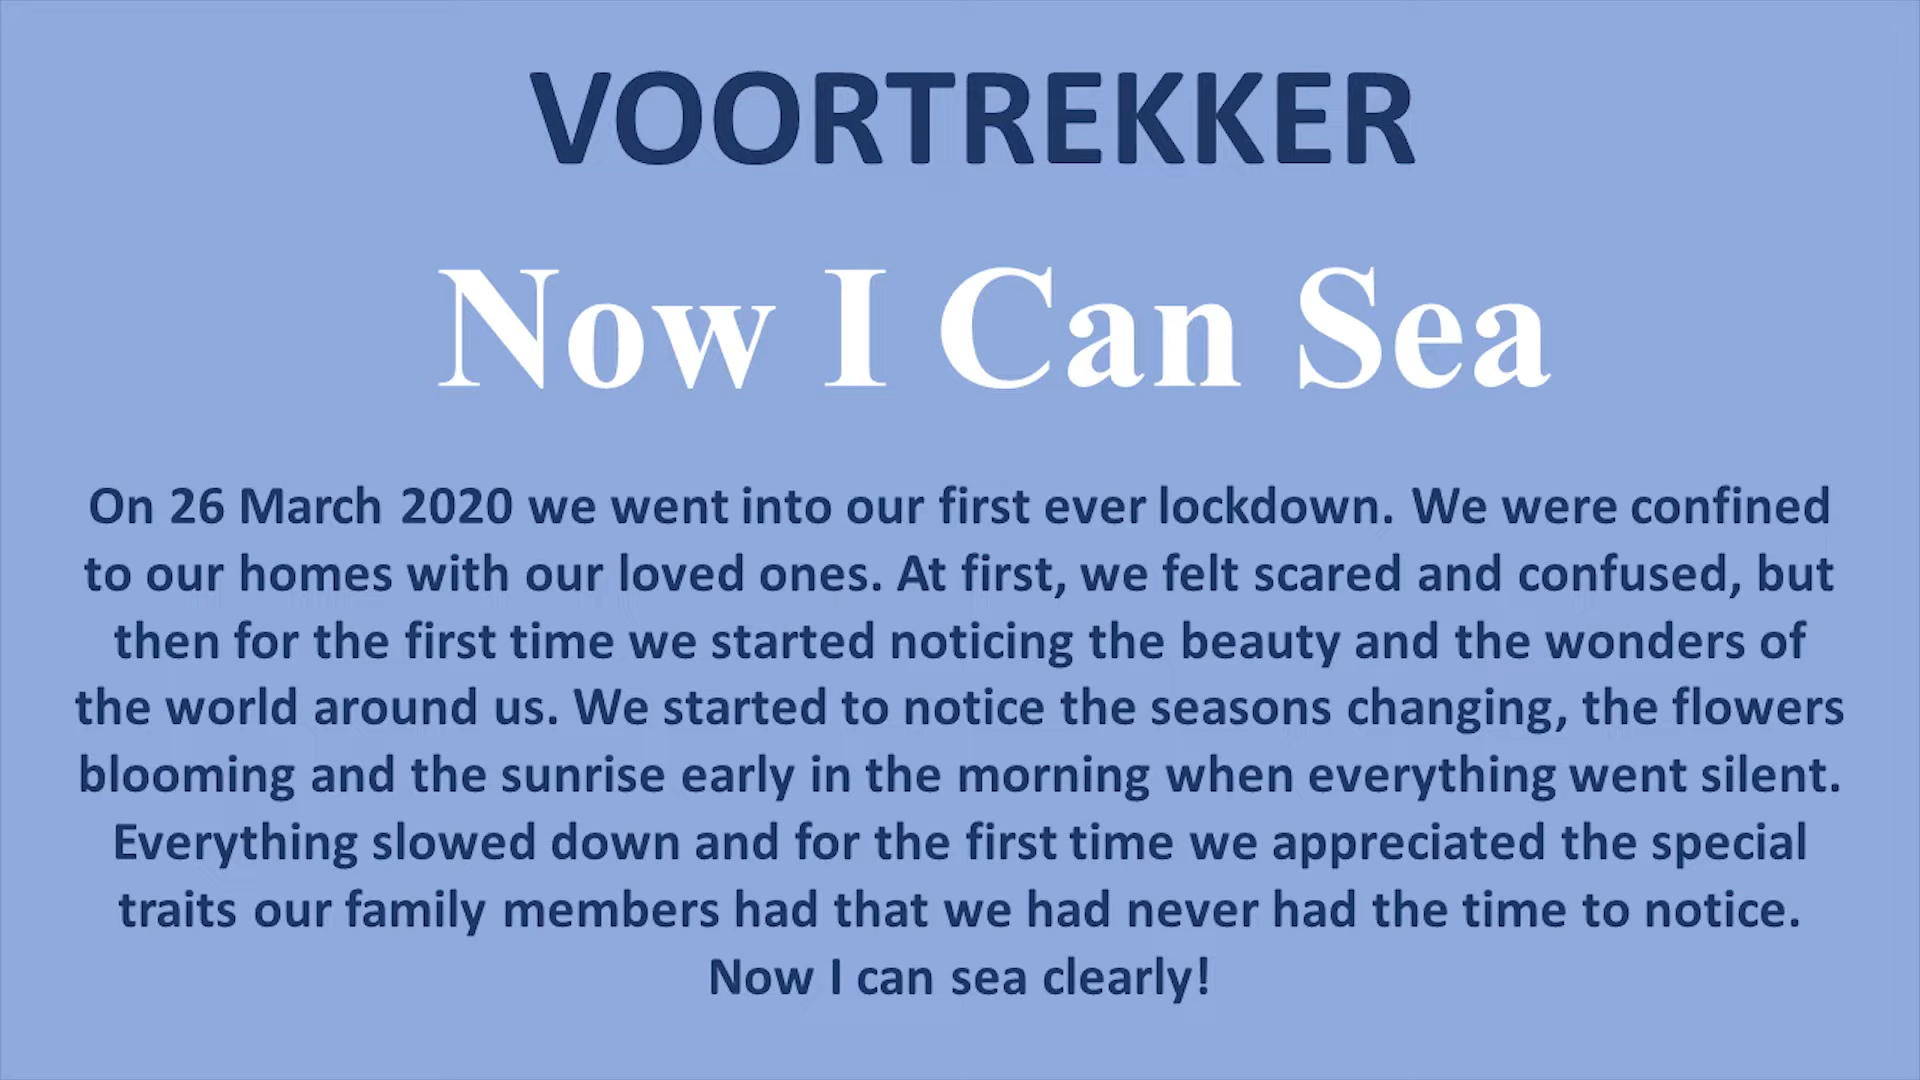 VOORTREKKER
Now I Can Sea
On 26 March 2020 we went into our first ever lockdown. We were confined
to our homes with our loved ones. At first, we felt scared and confused, but
then for the first time we started noticing the beauty and the wonders of
the world around us. We started to notice the seasons changing, the flowers
blooming and the sunrise early in the morning when everything went silent.
Everything slowed down and for the first time we appreciated the special
traits our family members had that we had never had the time to notice.
Now I can sea clearly!